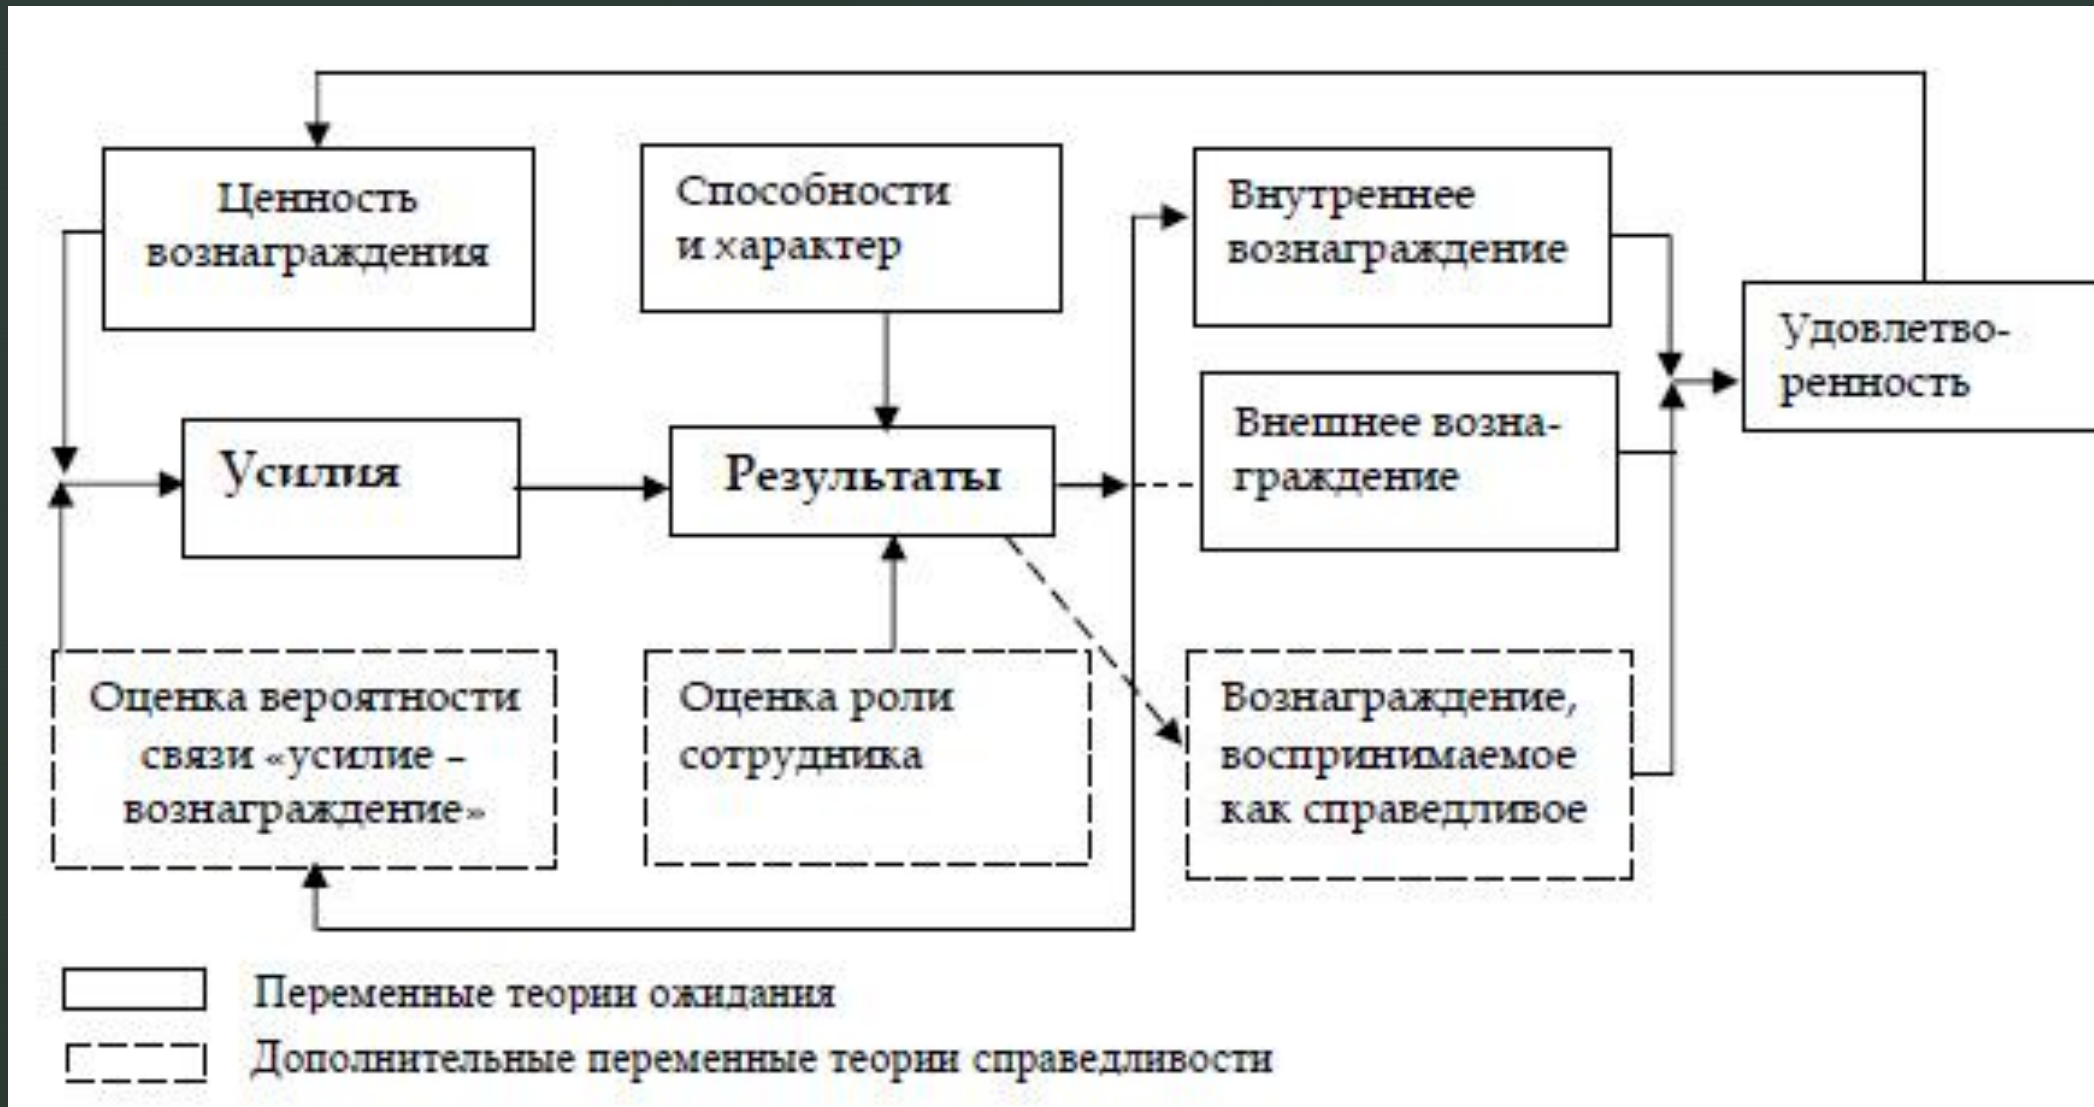 Ценность
вознаграждения
Способности
и характер
Внутреннее
вознаграждение
Удовлетво-
ренность
Усилия
Результаты
Внешнее возна-
граждение
Оценка вероятности
связи «усилие –
вознаграждение»
Оценка роли
сотрудника
Вознаграждение,
воспринимаемое
как справедливое
Переменные теории ожидания
Дополнительные переменные теории справедливости